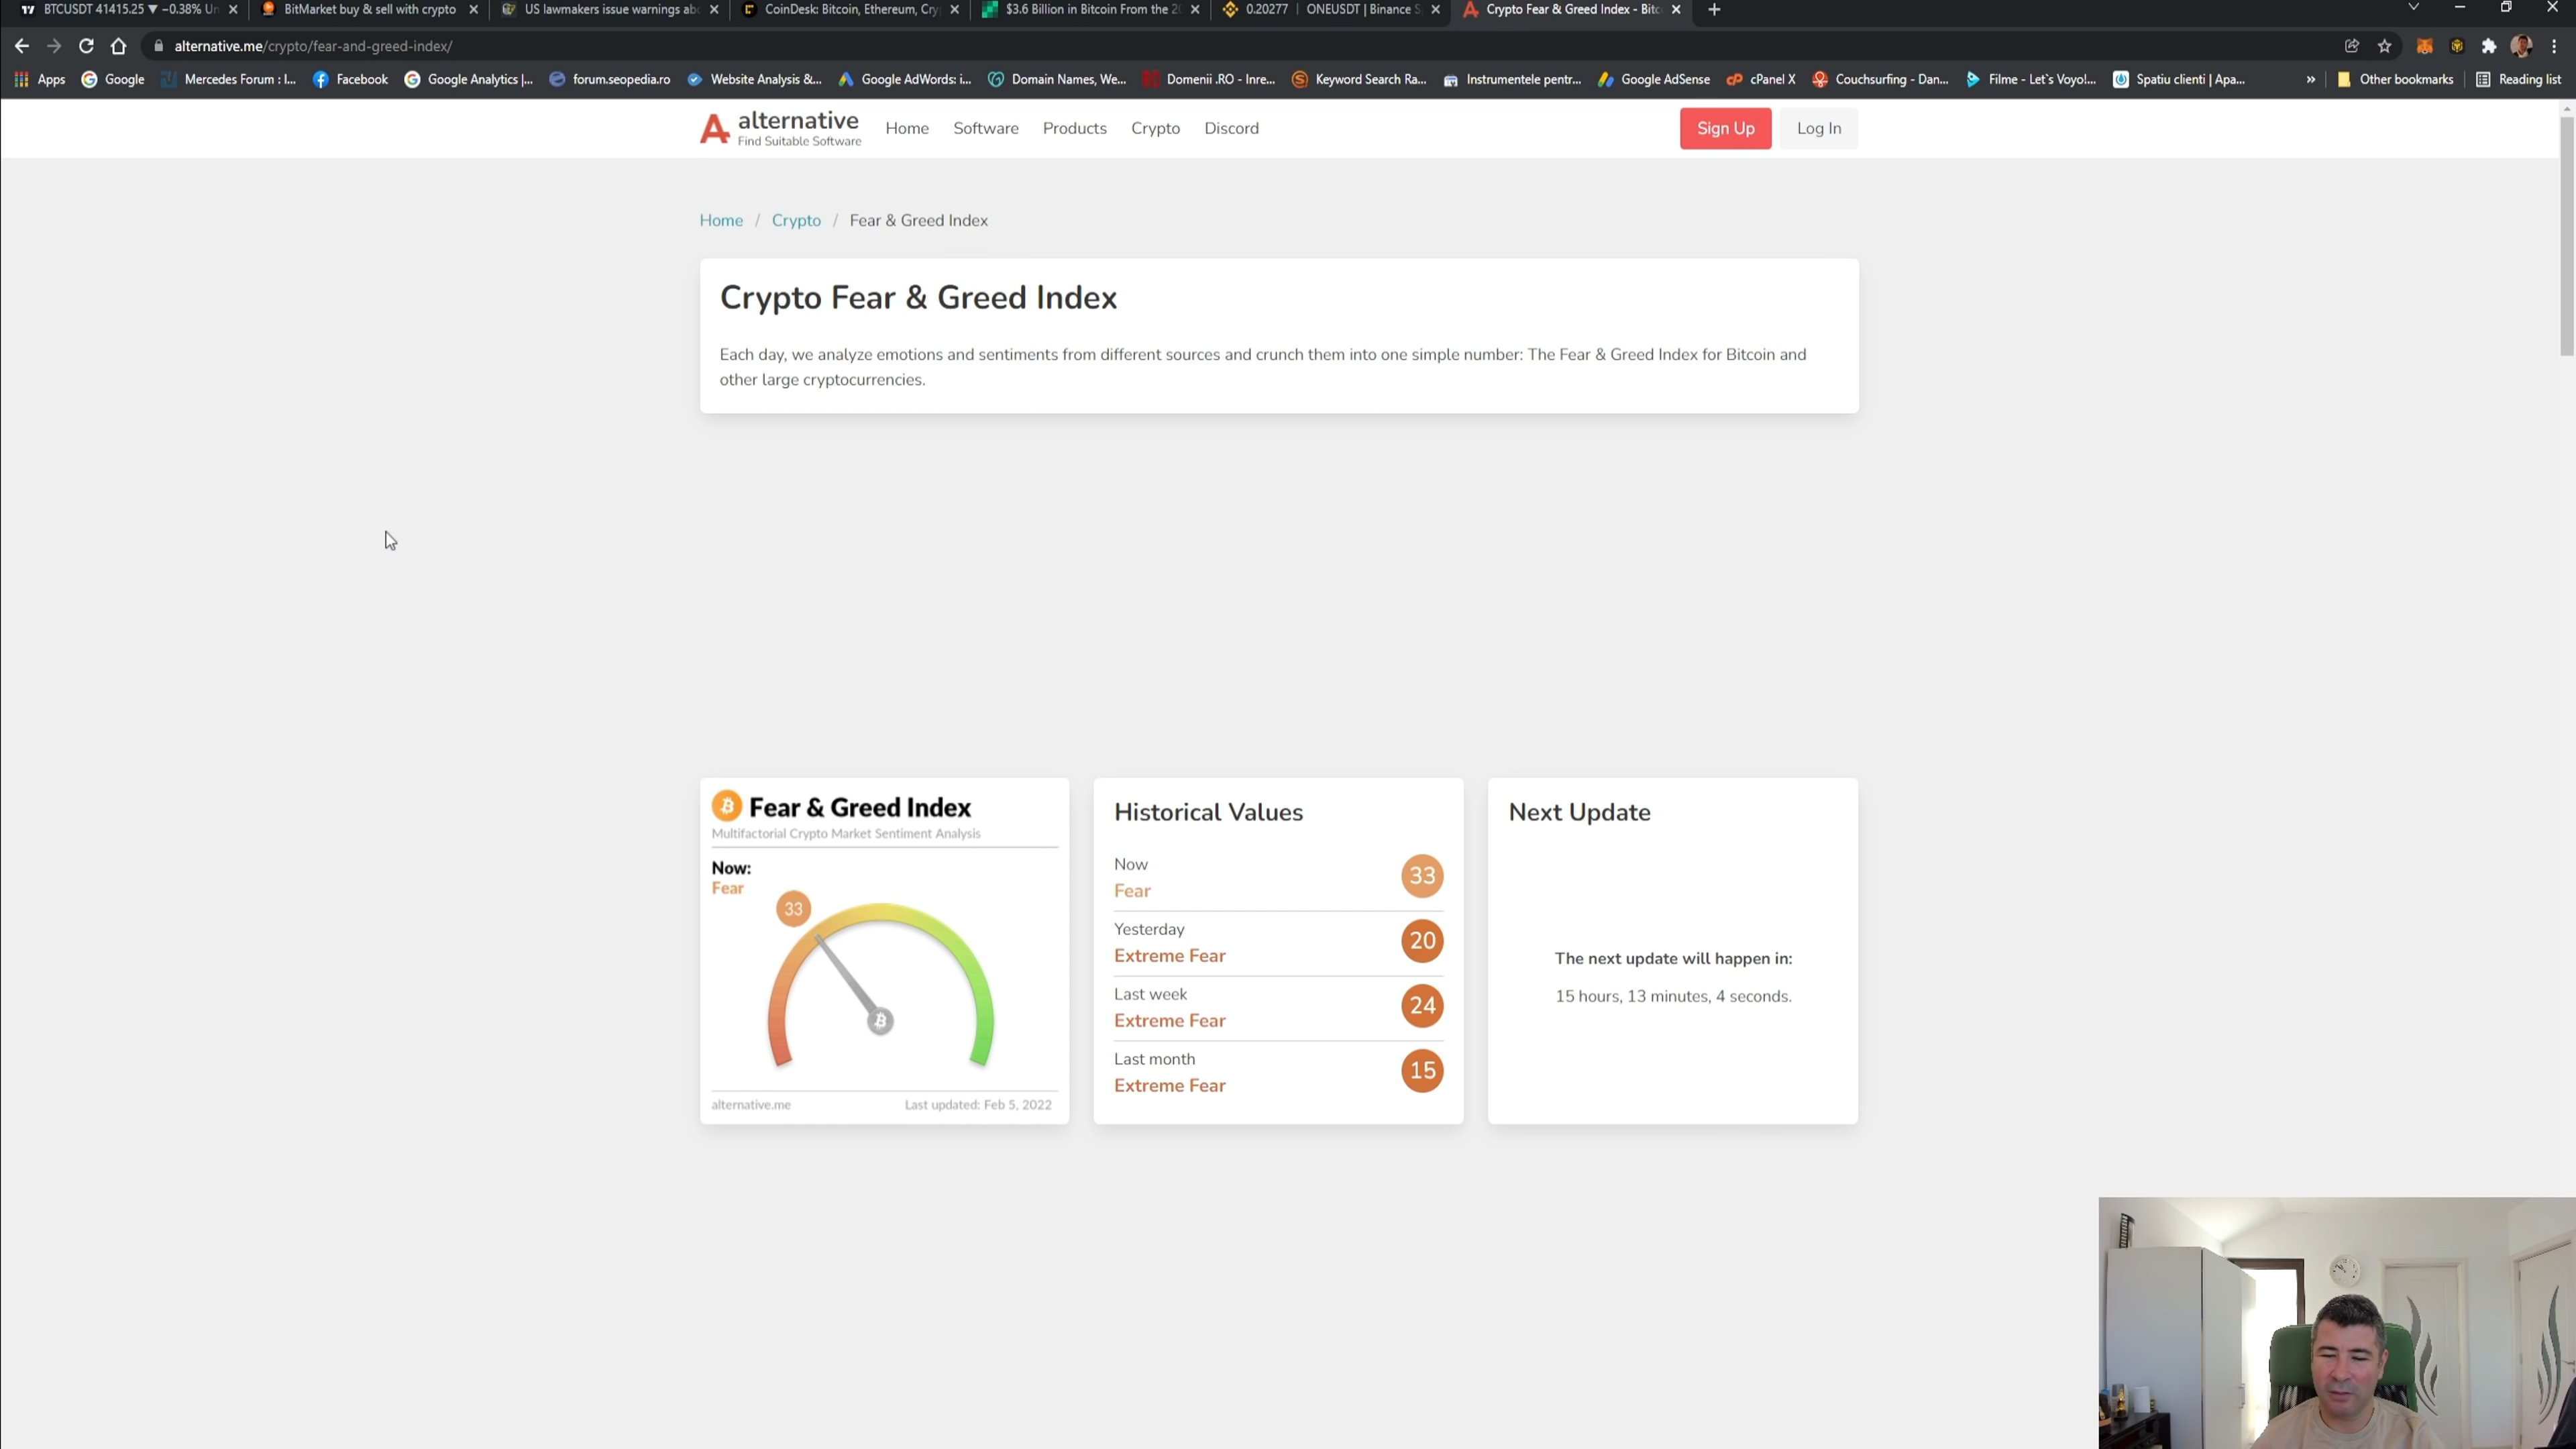 BTCUSDT 41415.25 ▼ −0.38% Un
BitMarket buy & sell with crypto
US lawmakers issue warnings ab
CoinDesk: Bitcoin, Ethereum, Cry
$3.6 Billion in Bitcoin From the 20
0.20277 | ONEUSDT | Binance S
Crypto Fear & Greed Index - Bitc
alternative.me/crypto/fear-and-greed-index/
Apps
Google
Mercedes Forum : I...
Facebook
Google Analytics |...
forum.seopedia.ro
Website Analysis &...
Google AdWords: i...
Domain Names, We...
Domenii .RO - Inre...
Keyword Search Ra...
Instrumentele pentr...
Google AdSense
cPanel X
Couchsurfing - Dan...
Filme - Let`s Voyo!...
Spatiu clienti | Apa...
»
Other bookmarks
Reading list
alternative
Find Suitable Software
Home
Software
Products
Crypto
Discord
Sign Up
Log In
Home / Crypto / Fear & Greed Index
Crypto Fear & Greed Index
Each day, we analyze emotions and sentiments from different sources and crunch them into one simple number: The Fear & Greed Index for Bitcoin and
other large cryptocurrencies.
Fear & Greed Index
Multifactorial Crypto Market Sentiment Analysis
Now:
Fear
33
alternative.me
Last updated: Feb 5, 2022
Historical Values
Now
Fear
33
Yesterday
Extreme Fear
20
Last week
Extreme Fear
24
Last month
Extreme Fear
15
Next Update
The next update will happen in:
15 hours, 13 minutes, 4 seconds.